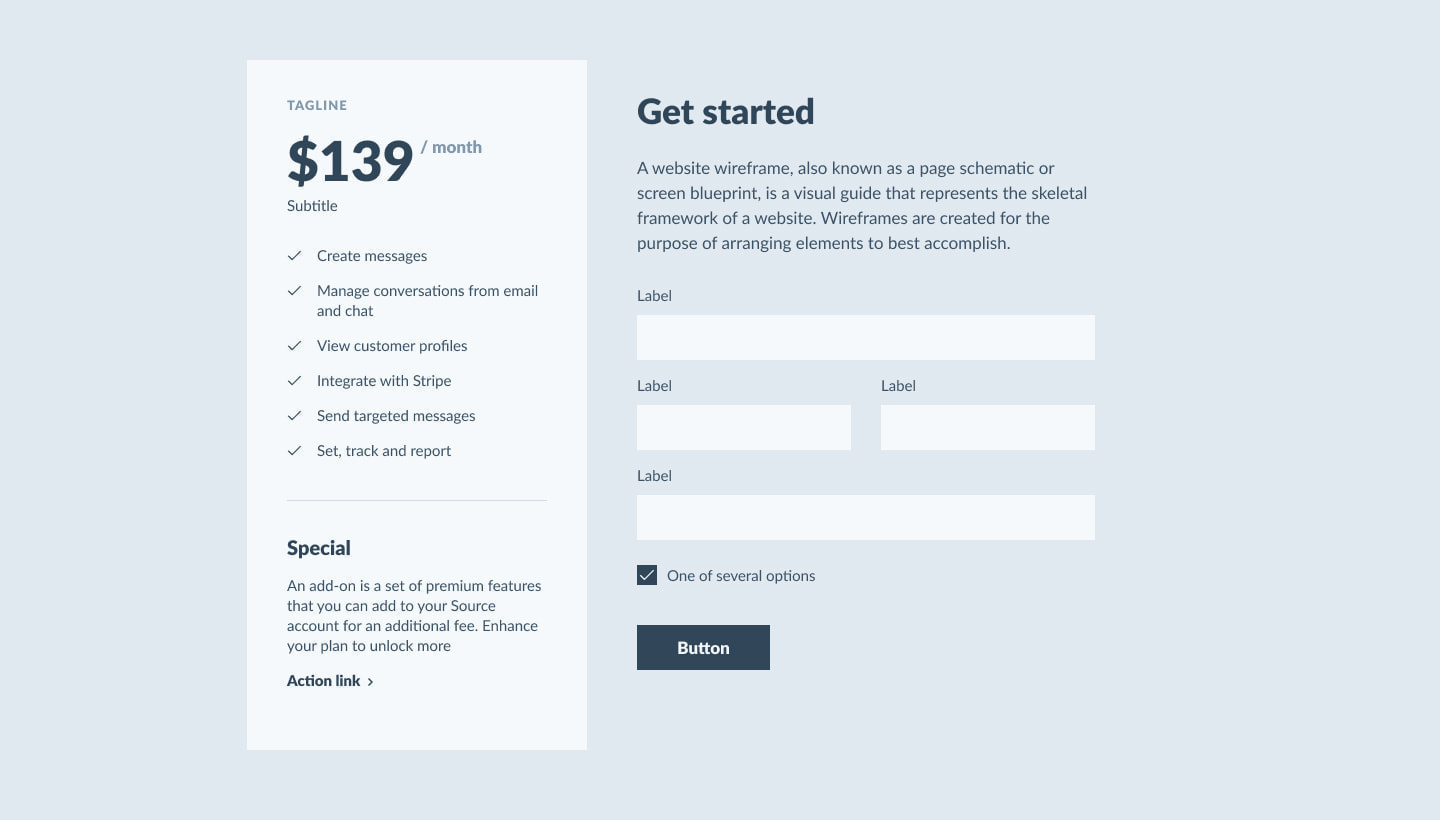 TAGLINE
$139 / month
Subtitle
Create messages
Manage conversations from email
and chat
View customer profiles
Integrate with Stripe
Send targeted messages
Set, track and report
Special
An add-on is a set of premium features
that you can add to your Source
account for an additional fee. Enhance
your plan to unlock more
Action link
Get started
A website wireframe, also known as a page schematic or
screen blueprint, is a visual guide that represents the skeletal
framework of a website. Wireframes are created for the
purpose of arranging elements to best accomplish.
Label
Label
Label
Label
One of several options
Button